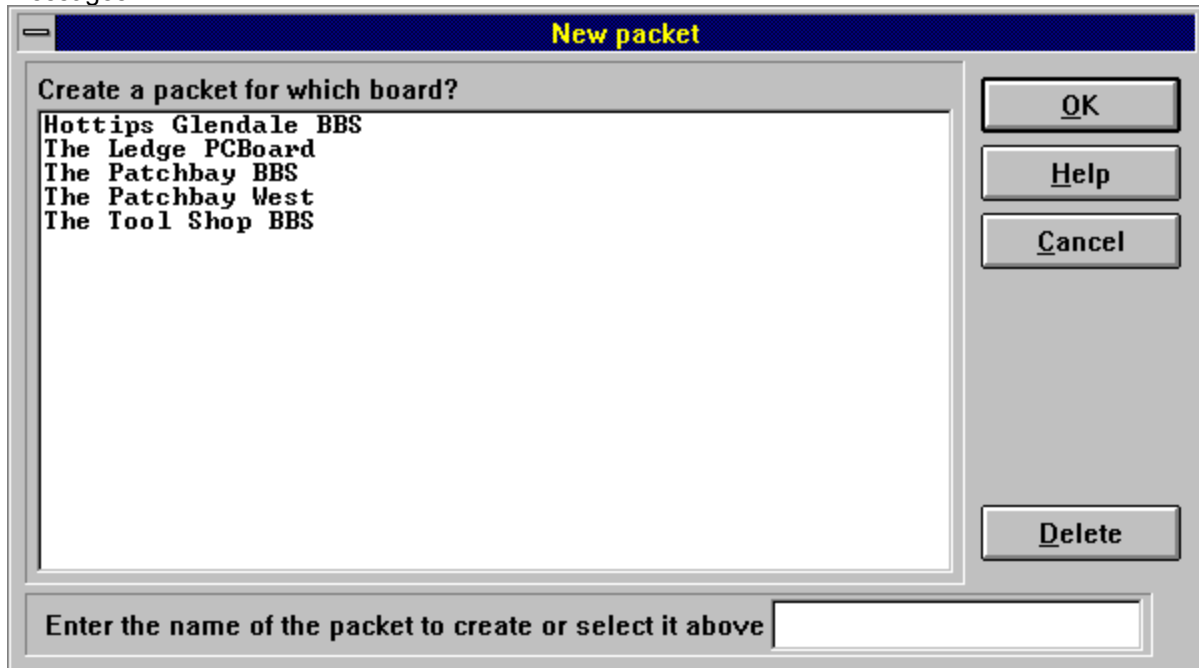 New packet
Create a packet for which board?
Hottips Glendale BBS
The Ledge PCBoard
The Patchbay BBS
The Patchbay West
The Tool Shop BBS
OK
Help
Cancel
Delete
Enter the name of the packet to create or select it above